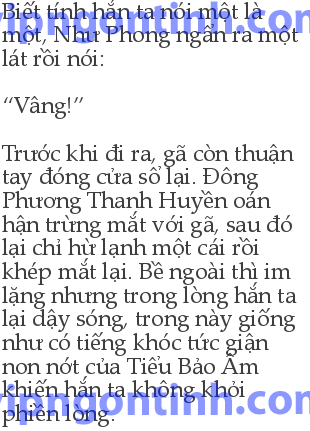 Biết tính hắn ta nói một là
một, Như Phong ngẩn ra một
lát rồi nói:
“Vâng!”
Trước khi đi ra, gã còn thuận
tay đóng cửa sổ lại. Đông
Phương Thanh Huyền oán
hận trừng mắt với gã, sau đó
lại chỉ hừ lạnh một cái rồi
khép mắt lại. Bề ngoài thì im
lặng nhưng trong lòng hắn ta
lại dậy sóng, trong này giống
như có tiếng khóc tức giận
non nớt của Tiểu Bảo Âm
khiến hắn ta không khỏi
phiền lòng.
vipngontinh.com
vipngontinh.com